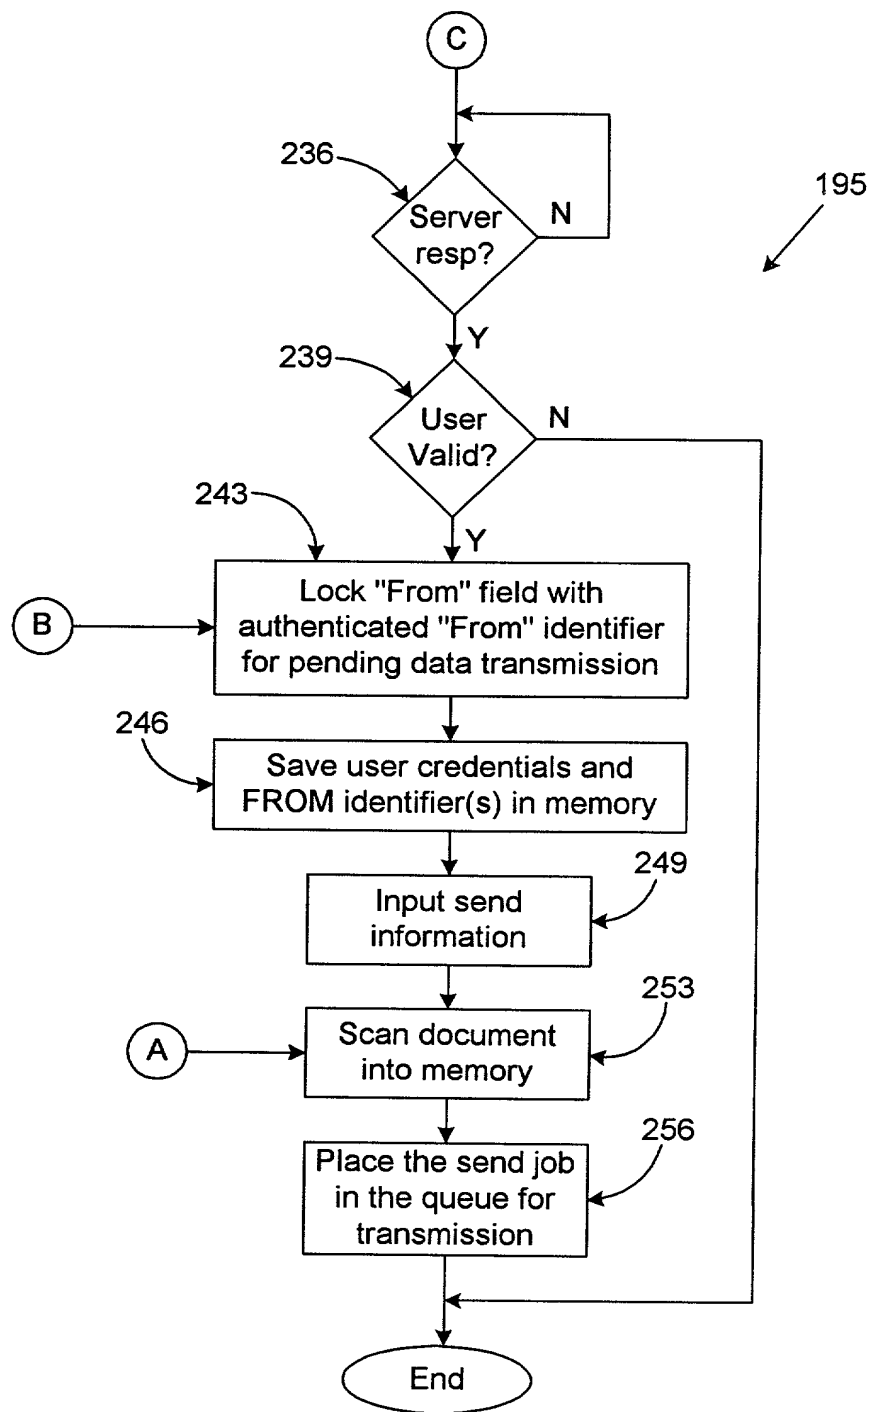 C
236
195
Server
resp?
N
Y
239
User
Valid?
N
243
Y
Lock "From" field with
authenticated "From" identifier
for pending data transmission
B
246
Save user credentials and
FROM identifier(s) in memory
249
Input send
information
253
A
Scan document
into memory
256
Place the send job
in the queue for
transmission
End